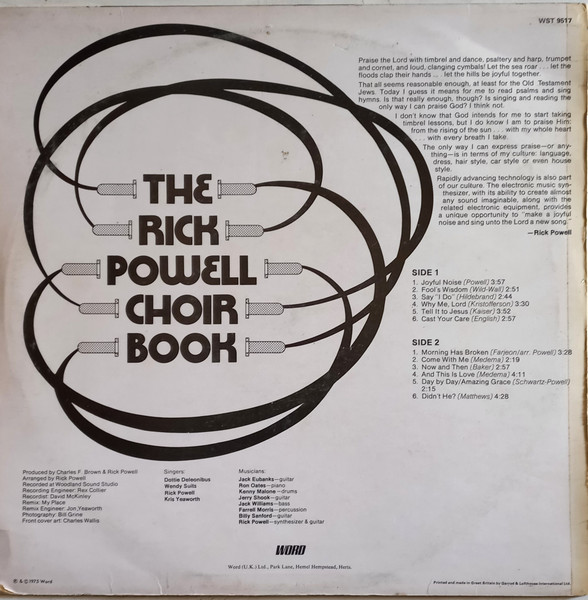 WST 9517
Praise the Lord with timbrel and dance, psaltery and harp, trumpet
and cornet, and loud, clanging cymbals! Let the sea roar . . . let the
floods clap their hands . . . let the hills be joyful together.
That all seems reasonable enough, at least for the Old Testament
Jews. Today I guess it means for me to read psalms and sing
hymns. Is that really enough, though? Is singing and reading the
only way I can praise God? I think not.
I don't know that God intends for me to start taking
timbrel lessons, but I do know I am to praise Him:
from the rising of the sun . . . with my whole heart
. . . with every breath I take.
The only way I can express praise—or any-
thing—is in terms of my culture: language,
dress, hair style, car style or even house
style.
Rapidly advancing technology is also part
of our culture. The electronic music syn-
thesizer, with its ability to create almost
any sound imaginable, along with the
related electronic equipment, provides
a unique opportunity to "make a joyful
noise and sing unto the Lord a new song."
—Rick Powell
THE
RICK
POWELL
CHOIR
BOOK
SIDE 1
1. Joyful Noise (Powell) 3:57
2. Fool's Wisdom (Wild-Wal) 2:51
3. Say "I Do" (Hildebrand) 2:44
4. Why Me, Lord (Kristofferson) 3:30
5. Tell It to Jesus (Kaiser) 3:52
6. Cast Your Care (English) 2:57
SIDE 2
1. Morning Has Broken (Farjeon/arr. Powell) 3:28
2. Come With Me (Medema) 2:19
3. Now and Then (Baker) 2:57
4. And This Is Love (Medema) 4:11
5. Day by Day/Amazing Grace (Schwartz-Powell)
2:15
6. Didn't He? (Matthews) 4:28
Produced by Charles F. Brown & Rick Powell
Arranged by Rick Powell
Recorded at Woodland Sound Studio
Recording Engineer: Rex Collier
Recordist: David McKinley
Remix: My Place
Remix Engineer: Jon Yeaworth
Photography: Bill Grine
Front cover art: Charles Wallis
Singers:
Dottie Deleonibus
Wendy Suits
Rick Powell
Kris Yeaworth
Musicians:
Jack Eubanks—guitar
Ron Oates—piano
Kenny Malone—drums
Jerry Shook—guitar
Jack Williams—bass
Farrell Morris—percussion
Billy Sanford—guitar
Rick Powell—synthesizer & guitar
WORD
Word (U.K.) Ltd., Park Lane, Hemel Hempstead, Herts.
℗ & © 1973 Word
Printed and made in Great Britain by Garrod & Lofthouse International Ltd.